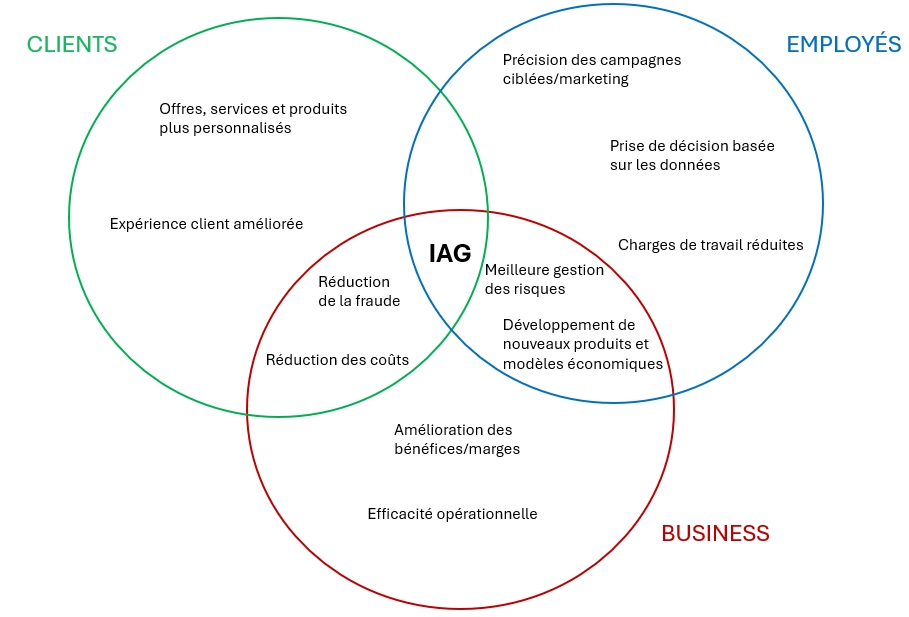 CLIENTS
EMPLOYÉS
Précision des campagnes
ciblées/marketing
Offres, services et produits
plus personnalisés
Prise de décision basée
sur les données
Expérience client améliorée
Charges de travail réduites
IAG
Réduction
de la fraude
Meilleure gestion
des risques
Développement de
nouveaux produits et
modèles économiques
Réduction des coûts
Amélioration des
bénéfices/marges
Efficacité opérationnelle
BUSINESS